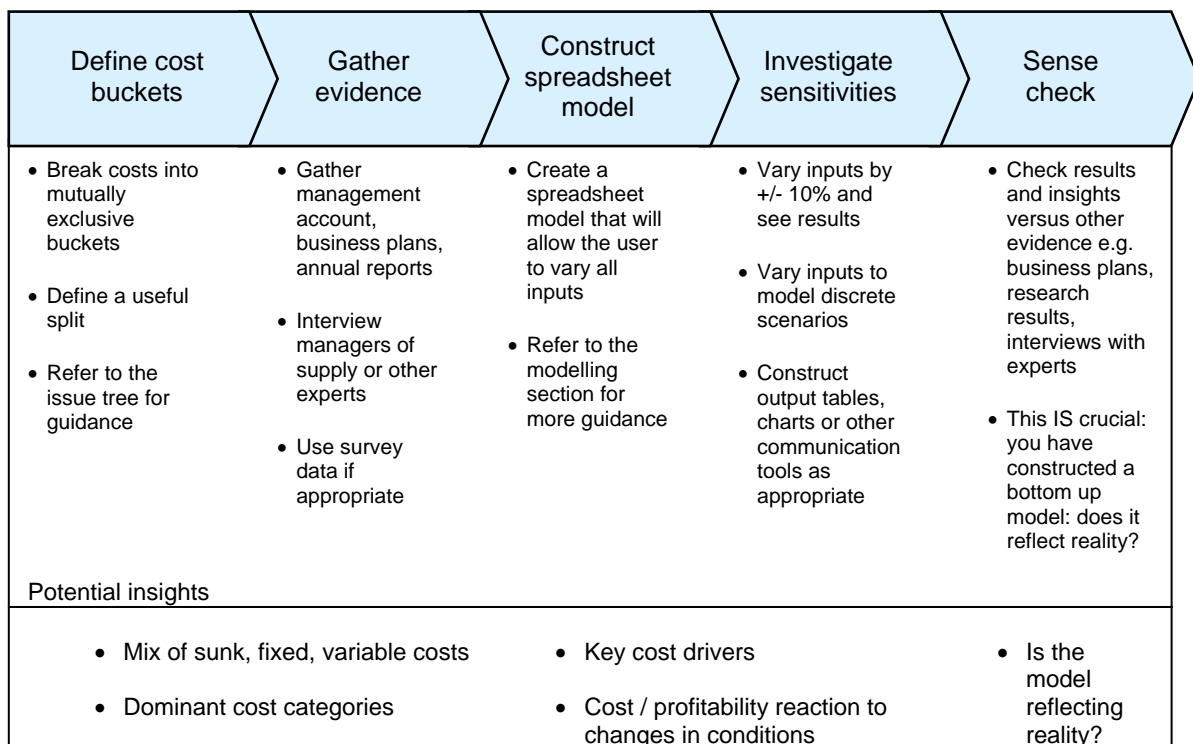 Define cost
buckets
Gather
evidence
Construct
spreadsheet
model
Investigate
sensitivities
Sense
check
• Break costs into
mutually
exclusive
buckets
• Define a useful
split
• Refer to the
issue tree for
guidance
• Gather
management
account,
business plans,
annual reports
• Interview
managers of
supply or other
experts
• Use survey
data if
appropriate
• Create a
spreadsheet
model that will
allow the user
to vary all
inputs
• Refer to the
modelling
section for
more guidance
• Vary inputs by
+/- 10% and
see results
• Vary inputs to
model discrete
scenarios
• Construct
output tables,
charts or other
communication
tools as
appropriate
• Check results
and insights
versus other
evidence e.g.
business plans,
research
results,
interviews with
experts
• This IS crucial:
you have
constructed a
bottom up
model: does it
reflect reality?
Potential insights
• Mix of sunk, fixed, variable costs
• Dominant cost categories
• Key cost drivers
• Cost / profitability reaction to
changes in conditions
• Is the
model
reflecting
reality?